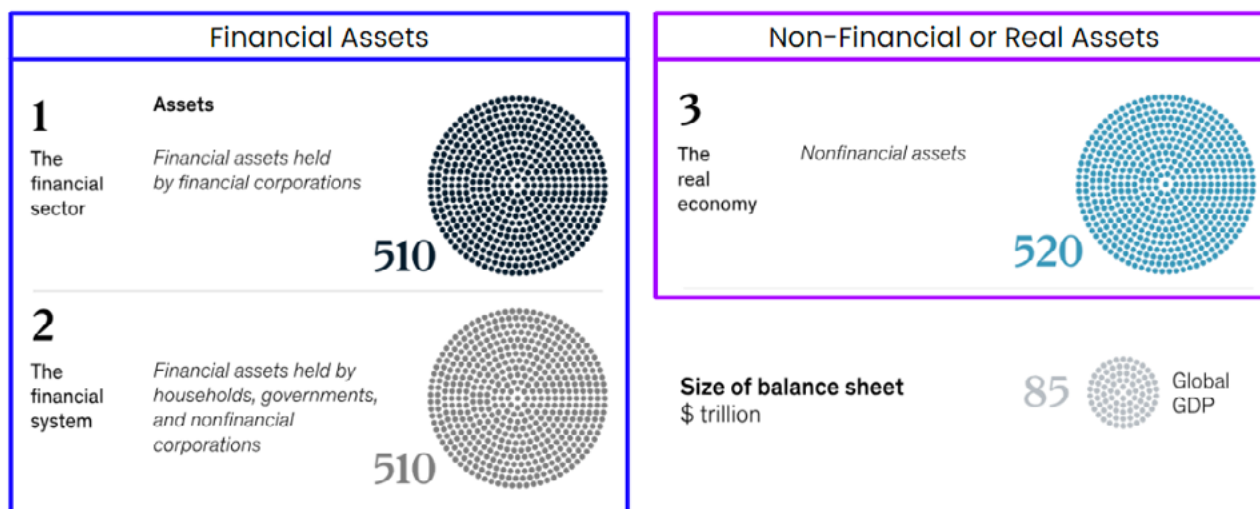 Financial Assets
1
Assets
The
financial
sector
Financial assets held
by financial corporations
510
2
The
financial
system
Financial assets held by
households, governments,
and nonfinancial
corporations
510
Non-Financial or Real Assets
3
The
real
economy
Nonfinancial assets
520
Size of balance sheet
$ trillion
85
Global
GDP